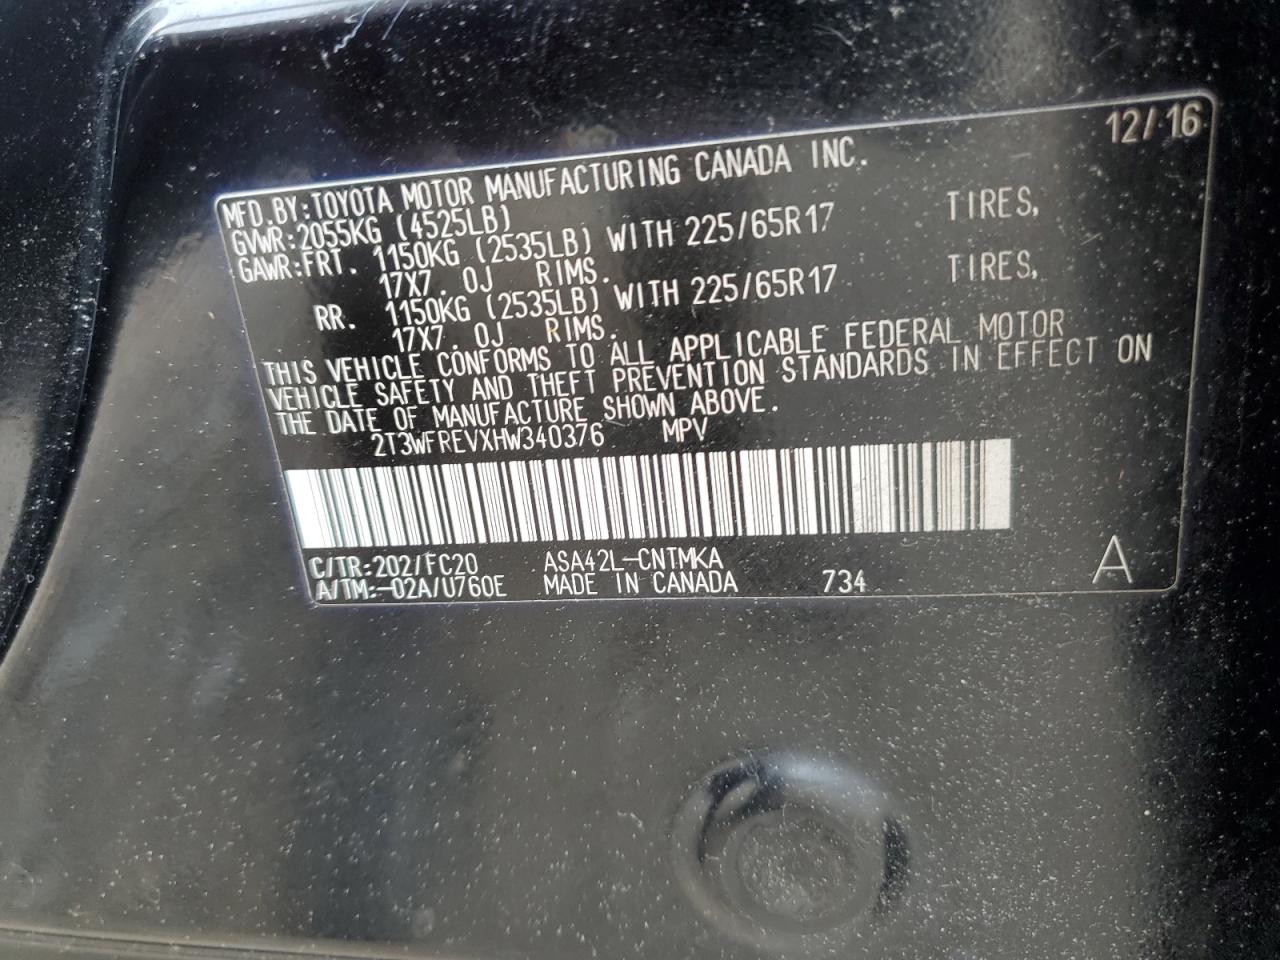 12/16
MFD.BY:TOYOTA MOTOR MANUFACTURING CANADA INC.
GVWR:2055KG (4525LB)
GAWR:FRT. 1150KG (2535LB) WITH 225/65R17 TIRES,
17X7.0J RIMS.
RR. 1150KG (2535LB) WITH 225/65R17 TIRES,
17X7.0J RIMS.
THIS VEHICLE CONFORMS TO ALL APPLICABLE FEDERAL MOTOR
VEHICLE SAFETY AND THEFT PREVENTION STANDARDS IN EFFECT ON
THE DATE OF MANUFACTURE SHOWN ABOVE.
2T3WFREVXHW340376 MPV
C/TR:202/FC20 ASA42L-CNTMKA
A/TM:-02A/U760E MADE IN CANADA 734 A